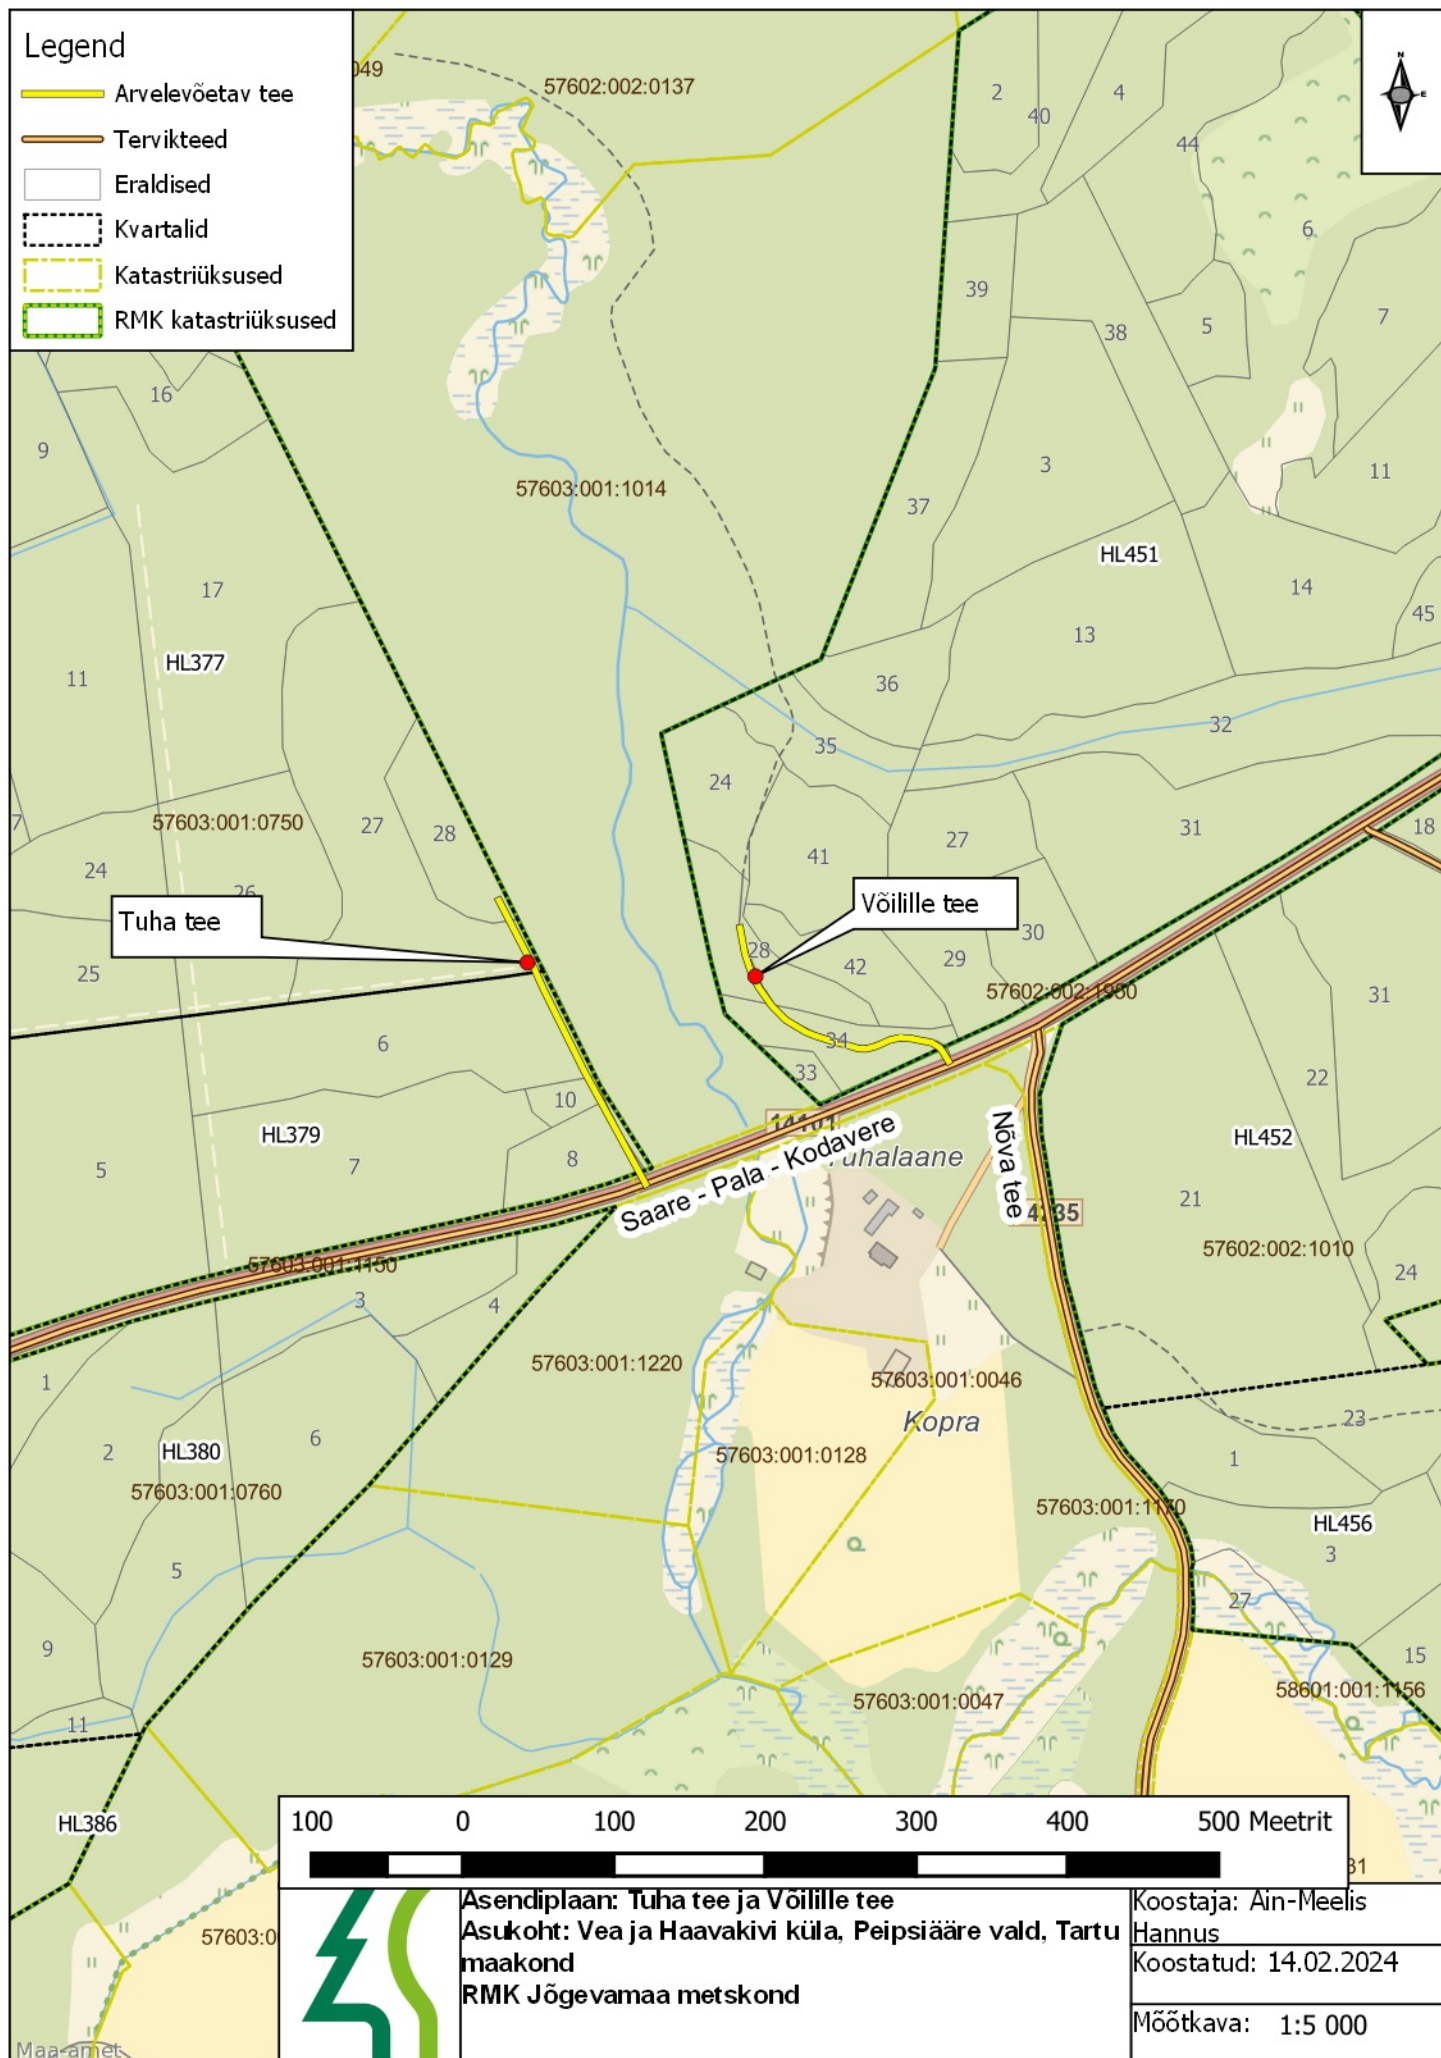 Legend
Arvelevõetav tee
Tervikteed
Eraldised
Kvartalid
Katastriüksused
RMK katastriüksused
N
E
57602:002:0137
2
40
4
44
6
39
38
5
7
16
9
57603:001:1014
3
37
11
HL451
17
14
45
13
HL377
11
36
32
35
24
57603:001:0750
27
28
31
18
24
41
27
Tuha tee
Võilille tee
25
28
42
29
30
57602:002:1950
31
6
34
33
22
10
HL379
14101
Nõva tee
HL452
5
7
8
Saare - Pala - Kodavere
21
57603:001:1150
57602:002:1010
3
4
24
57603:001:1220
57603:001:0046
1
Kopra
23
2
HL380
6
57603:001:0128
1
57603:001:0760
57603:001:1170
HL456
3
5
27
9
57603:001:0129
15
57603:001:0047
58601:001:1156
11
HL386
100 0 100 200 300 400 500 Meetrit
Asendiplaan: Tuha tee ja Võilille tee
Asukoht: Vea ja Haavakivi küla, Peipsiääre vald, Tartu
maakond
RMK Jõgevamaa metskond
Koostaja: Ain-Meelis
Hannus
Koostatud: 14.02.2024
Mõõtkava: 1:5 000
Maa-amet